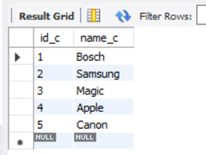 Result Grid Filter Rows:
id_c name_c
1 Bosch
2 Samsung
3 Magic
4 Apple
5 Canon
NULL NULL